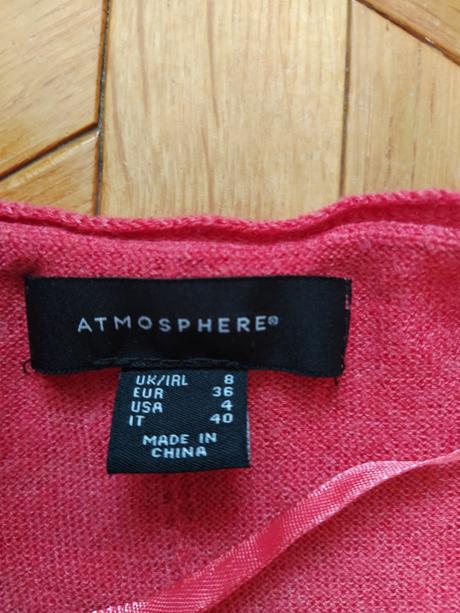 ATMOSPHERE®
UK/IRL 8
EUR 36
USA 4
IT 40
MADE IN
CHINA